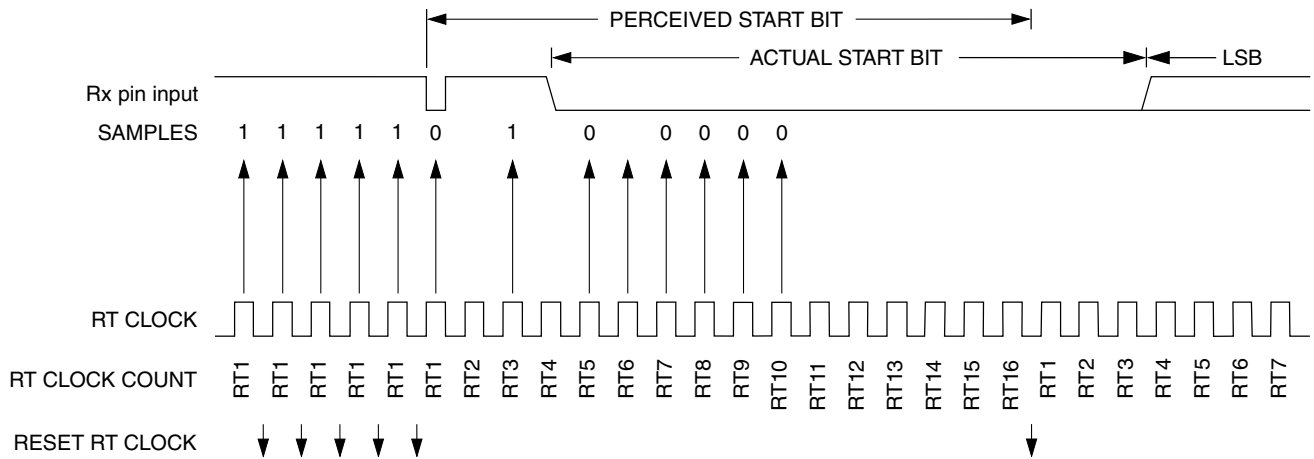 PERCEIVED START BIT
ACTUAL START BIT
LSB
Rx pin input
SAMPLES 1 1 1 1 1 0 1 0 0 0 0 0
RT CLOCK
RT CLOCK COUNT RT1 RT1 RT1 RT1 RT1 RT1 RT2 RT3 RT4 RT5 RT6 RT7 RT8 RT9 RT10 RT11 RT12 RT13 RT14 RT15 RT16 RT1 RT2 RT3 RT4 RT5 RT6 RT7
RESET RT CLOCK